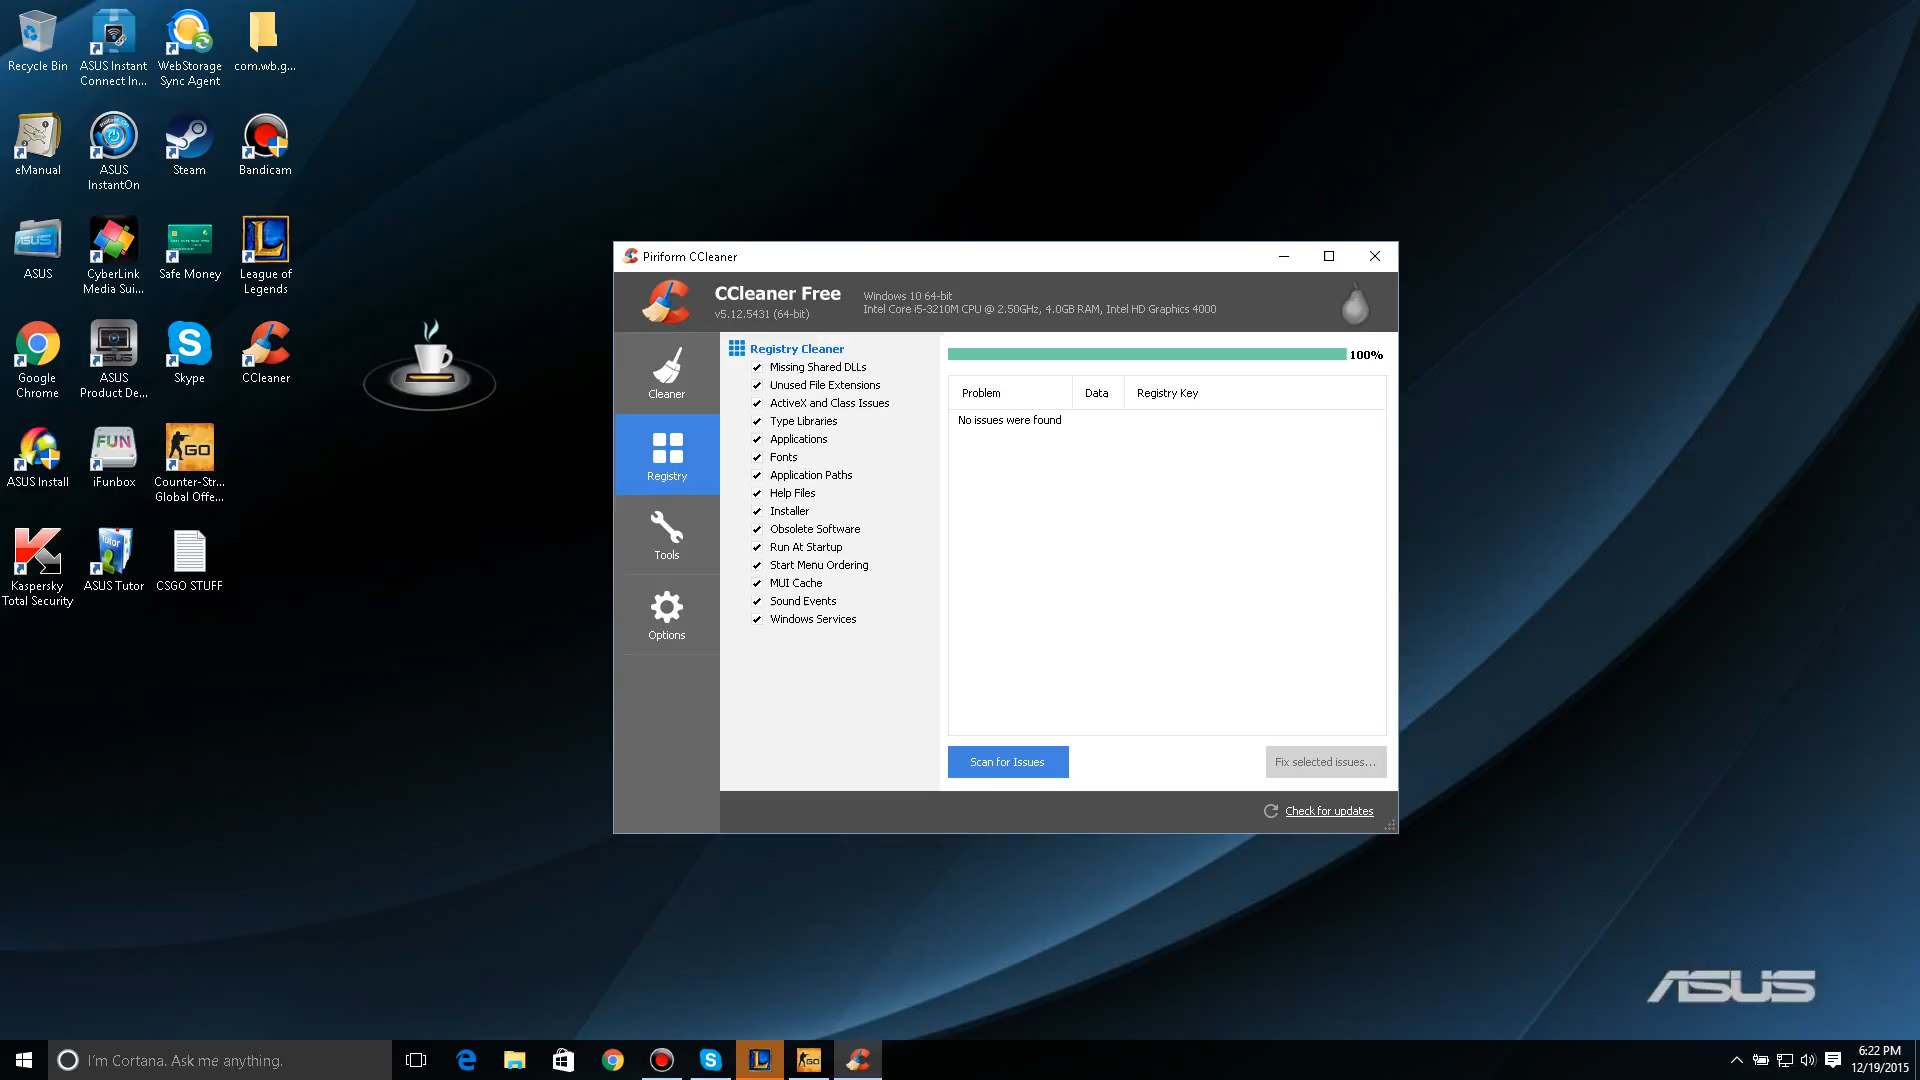 Recycle Bin
ASUS Instant
Connect In...
WebStorage
Sync Agent
com.wb.g...
eManual
ASUS
InstantOn
Steam
Bandicam
ASUS
CyberLink
Media Sui...
Safe Money
League of
Legends
Google
Chrome
ASUS
Product De...
Skype
CCleaner
ASUS Install
iFunbox
Counter-Str...
Global Offe...
Kaspersky
Total Security
ASUS Tutor
CSGO STUFF
Piriform CCleaner
CCleaner Free
v5.12.5431 (64-bit)
Windows 10 64-bit
Intel Core i5-3210M CPU @ 2.50GHz, 4.0GB RAM, Intel HD Graphics 4000
Cleaner
Registry
Tools
Options
Registry Cleaner
Missing Shared DLLs
Unused File Extensions
ActiveX and Class Issues
Type Libraries
Applications
Fonts
Application Paths
Help Files
Installer
Obsolete Software
Run At Startup
Start Menu Ordering
MUI Cache
Sound Events
Windows Services
100%
Problem Data Registry Key
No issues were found
Scan for Issues
Fix selected issues...
Check for updates
ASUS
I'm Cortana. Ask me anything.
6:22 PM
12/19/2015